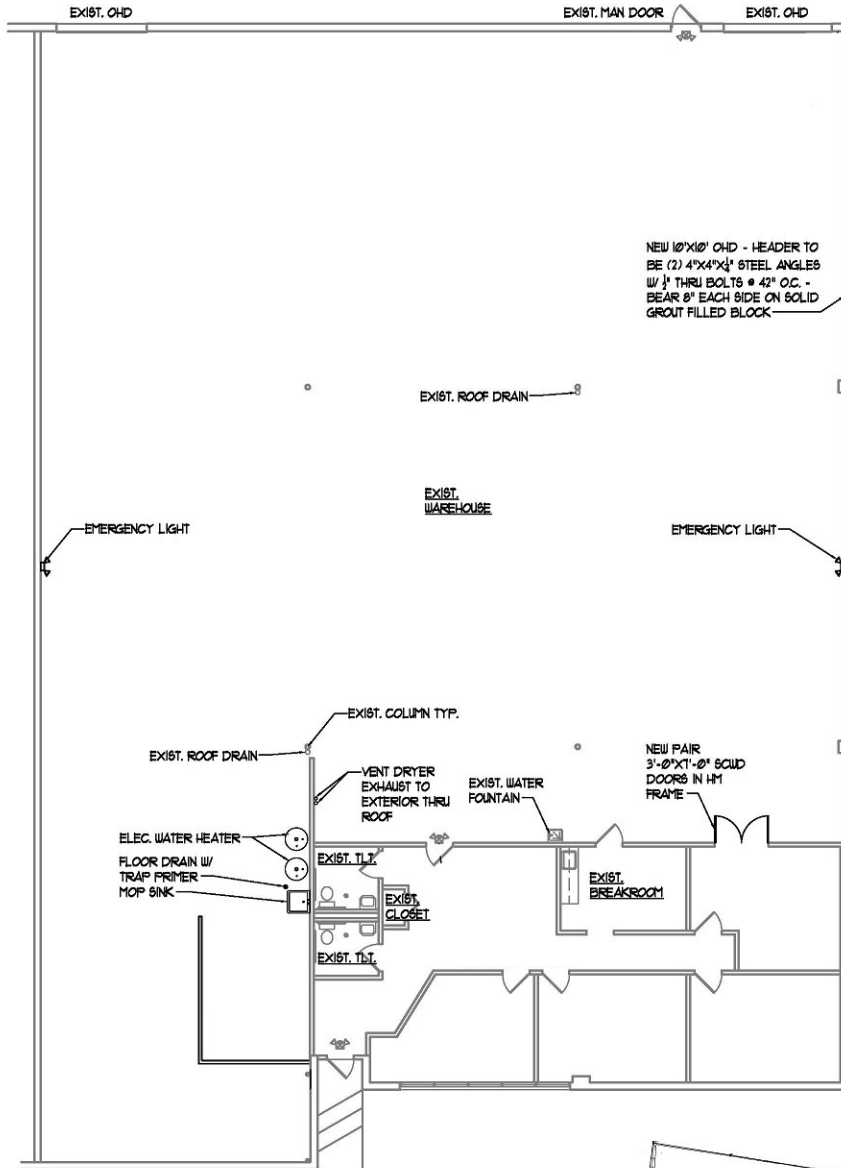 EXIST. OHD
EXIST. MAN DOOR
EXIST. OHD
NEW 10'X10' OHD - HEADER TO
BE (2) 4"X4"X1/4" STEEL ANGLES
W/ 1/2" THRU BOLTS @ 42" O.C. -
BEAR 8" EACH SIDE ON SOLID
GROUT FILLED BLOCK
EXIST. ROOF DRAIN
EXIST.
WAREHOUSE
EMERGENCY LIGHT
EMERGENCY LIGHT
EXIST. COLUMN TYP.
EXIST. ROOF DRAIN
VENT DRYER
EXHAUST TO
EXTERIOR THRU
ROOF
EXIST. WATER
FOUNTAIN
NEW PAIR
3'-0"X7'-0" SCWD
DOORS IN HM
FRAME
ELEC. WATER HEATER
FLOOR DRAIN W/
TRAP PRIMER
MOP SINK
EXIST. TLT.
EXIST.
CLOSET
EXIST.
BREAKROOM
EXIST. TLT.